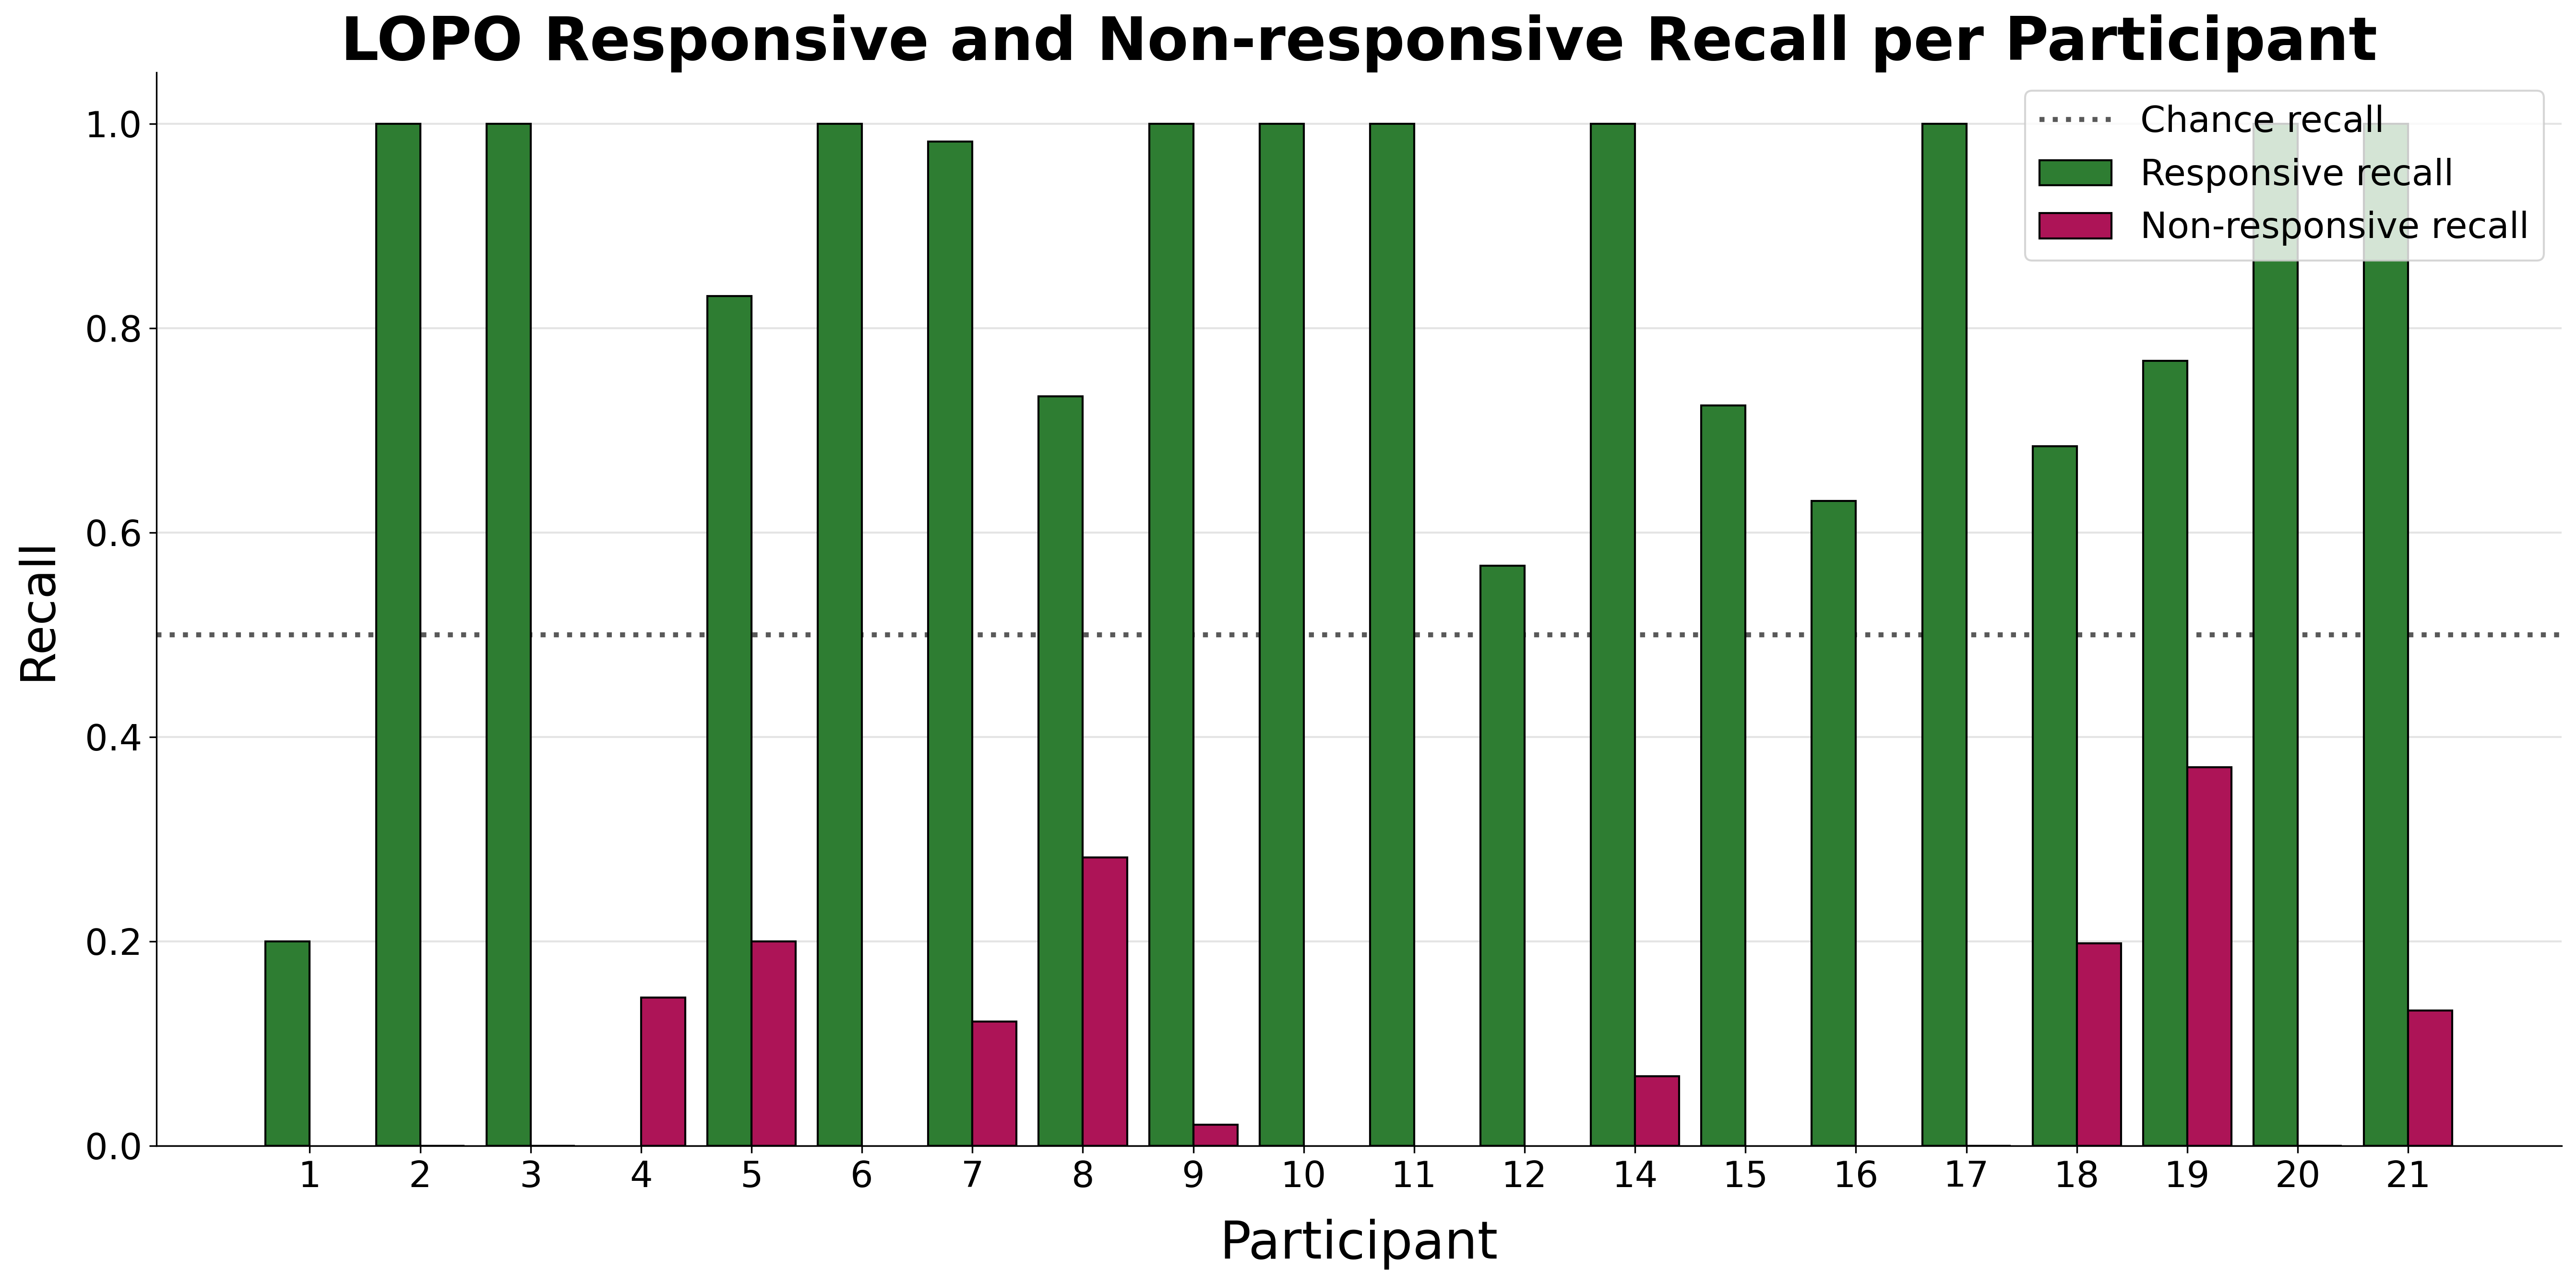 LOPO Responsive and Non-responsive Recall per Participant
Chance recall
Responsive recall
Non-responsive recall
1.0
0.8
0.6
0.4
0.2
0.0
Recall
1 2 3 4 5 6 7 8 9 10 11 12 14 15 16 17 18 19 20 21
Participant